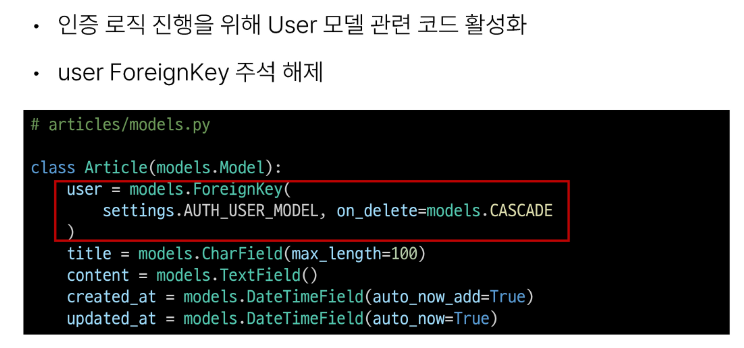 • 인증 로직 진행을 위해 User 모델 관련 코드 활성화
• user ForeignKey 주석 해제
# articles/models.py
class Article(models.Model):
    user = models.ForeignKey(
        settings.AUTH_USER_MODEL, on_delete=models.CASCADE
    )
    title = models.CharField(max_length=100)
    content = models.TextField()
    created_at = models.DateTimeField(auto_now_add=True)
    updated_at = models.DateTimeField(auto_now=True)